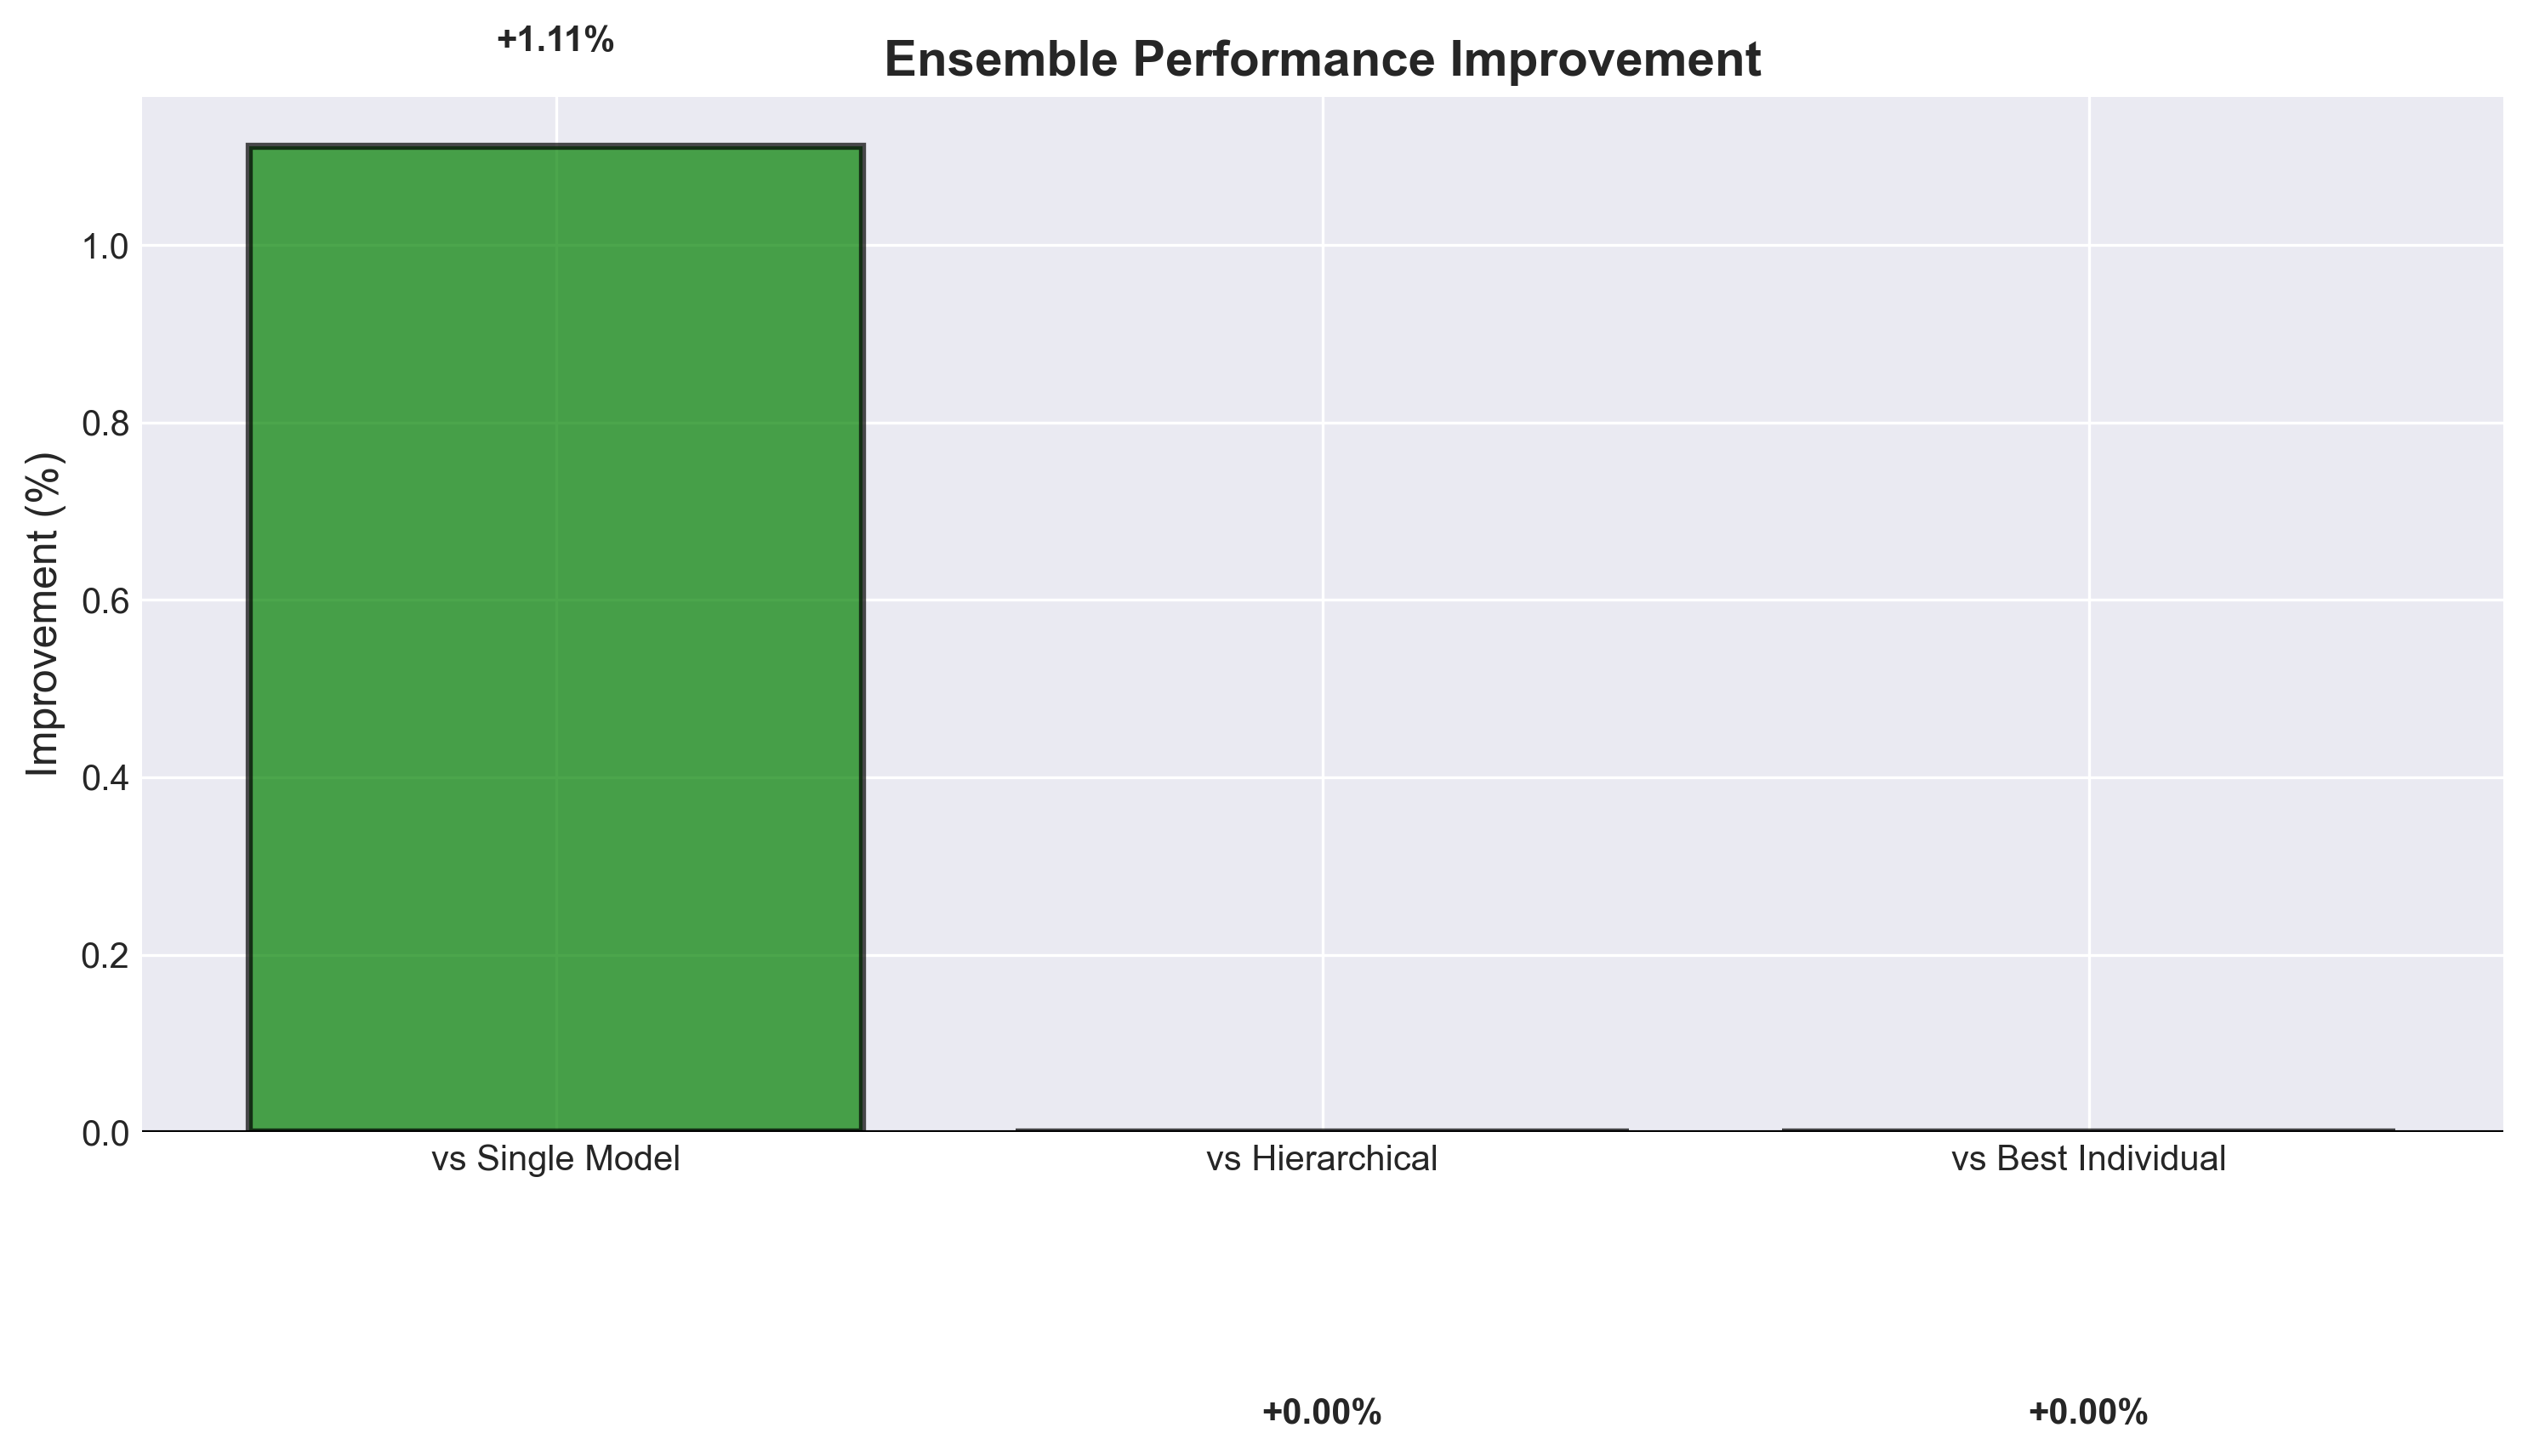 +1.11%
Ensemble Performance Improvement
Improvement (%)
1.0
0.8
0.6
0.4
0.2
0.0
vs Single Model
vs Hierarchical
vs Best Individual
+0.00%
+0.00%